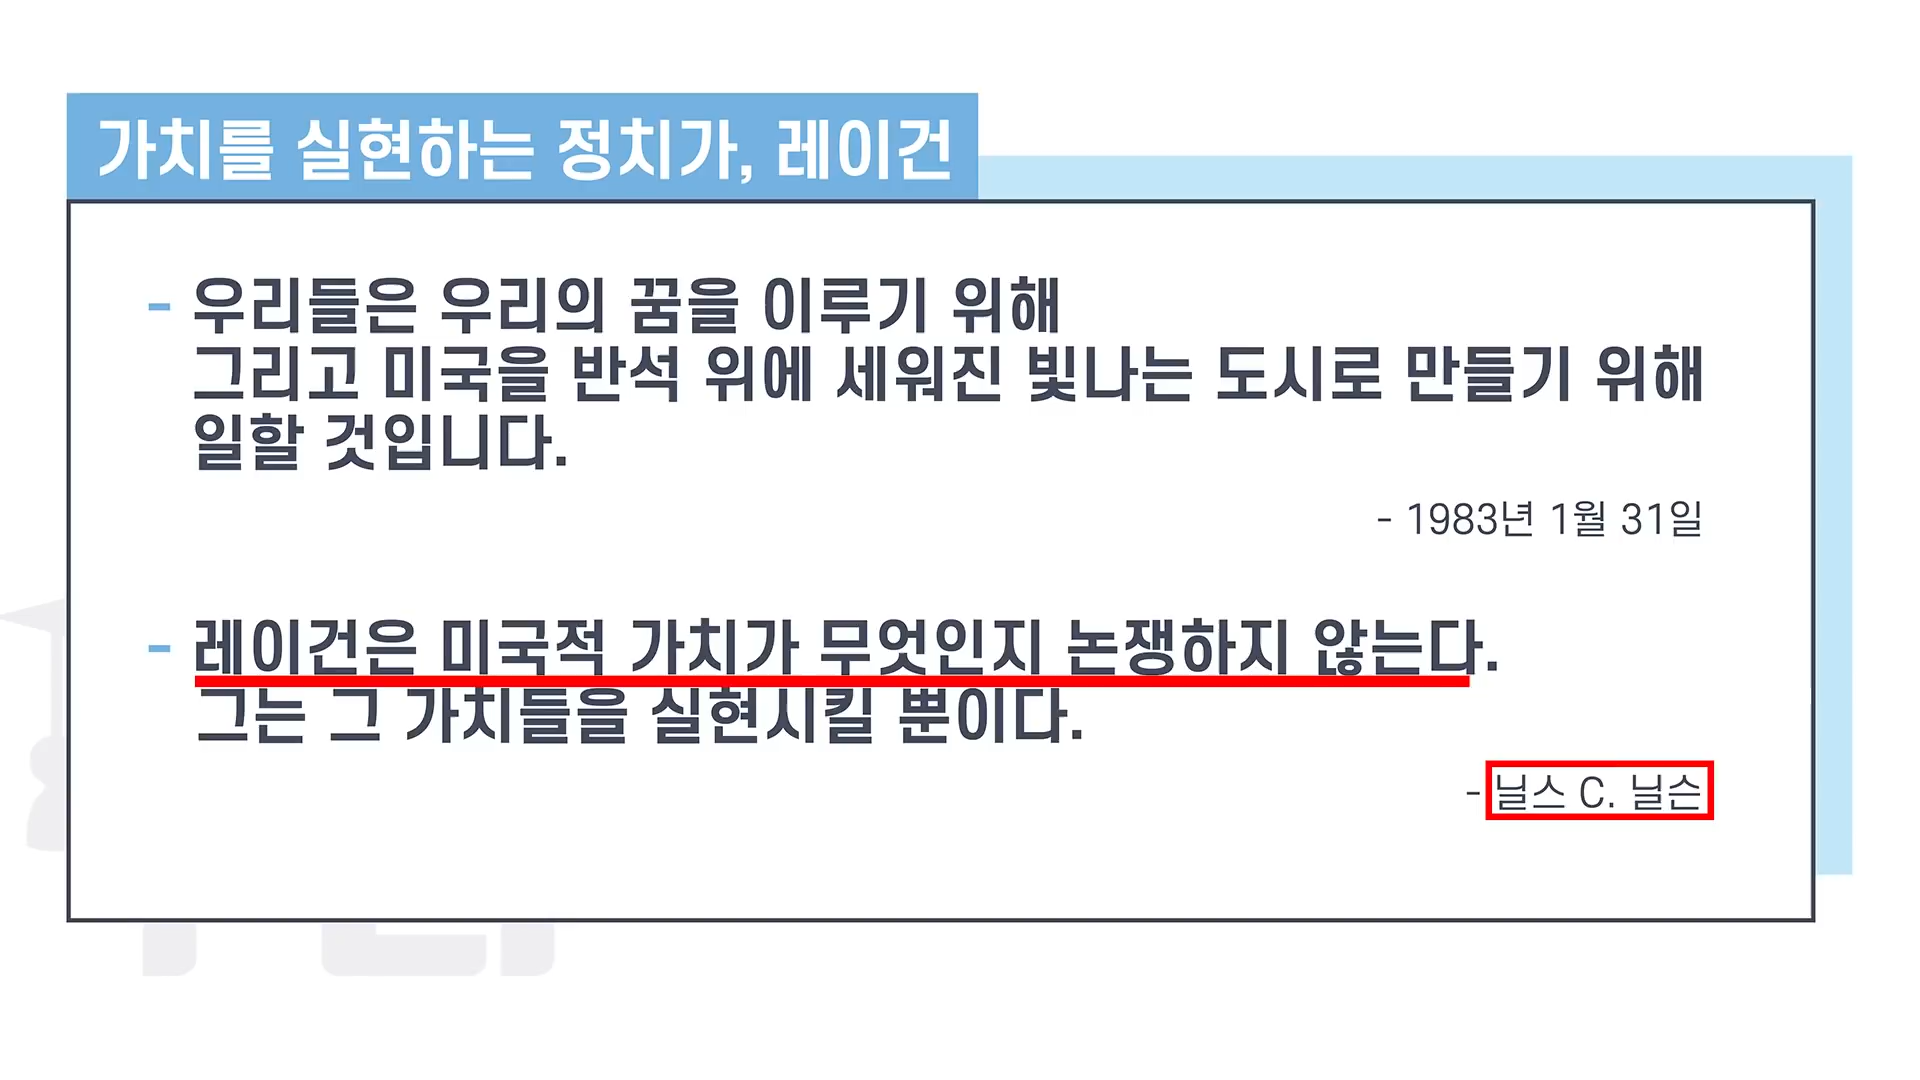 가치를 실현하는 정치가, 레이건
- 우리들은 우리의 꿈을 이루기 위해
그리고 미국을 반석 위에 세워진 빛나는 도시로 만들기 위해
일할 것입니다.
- 1983년 1월 31일
- 레이건은 미국적 가치가 무엇인지 논쟁하지 않는다.
그는 그 가치들을 실현시킬 뿐이다.
- 닐스 C. 닐슨